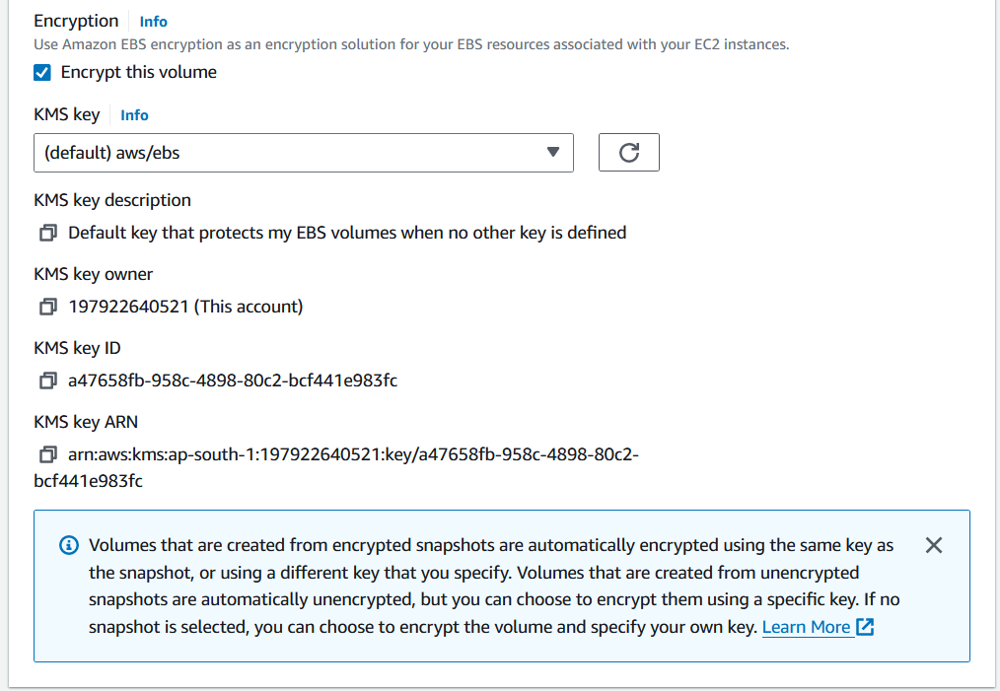 Encryption Info
Use Amazon EBS encryption as an encryption solution for your EBS resources associated with your EC2 instances.
Encrypt this volume
KMS key Info
(default) aws/ebs
KMS key description
Default key that protects my EBS volumes when no other key is defined
KMS key owner
197922640521 (This account)
KMS key ID
a47658fb-958c-4898-80c2-bcf441e983fc
KMS key ARN
arn:aws:kms:ap-south-1:197922640521:key/a47658fb-958c-4898-80c2-
bcf441e983fc
Volumes that are created from encrypted snapshots are automatically encrypted using the same key as
the snapshot, or using a different key that you specify. Volumes that are created from unencrypted
snapshots are automatically unencrypted, but you can choose to encrypt them using a specific key. If no
snapshot is selected, you can choose to encrypt the volume and specify your own key. Learn More